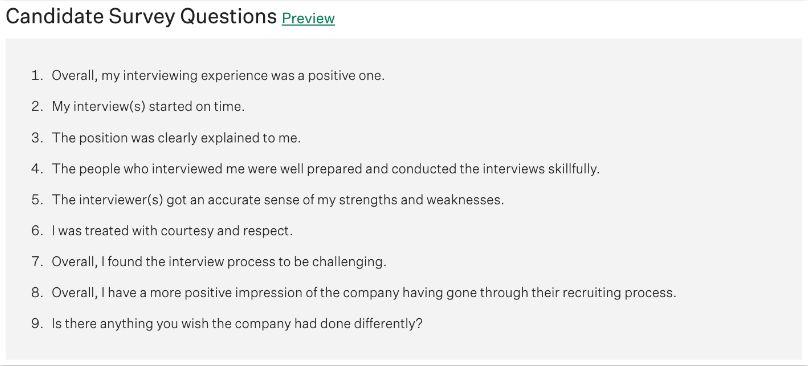 Candidate Survey Questions Preview
1. Overall, my interviewing experience was a positive one.
2. My interview(s) started on time.
3. The position was clearly explained to me.
4. The people who interviewed me were well prepared and conducted the interviews skillfully.
5. The interviewer(s) got an accurate sense of my strengths and weaknesses.
6. I was treated with courtesy and respect.
7. Overall, I found the interview process to be challenging.
8. Overall, I have a more positive impression of the company having gone through their recruiting process.
9. Is there anything you wish the company had done differently?